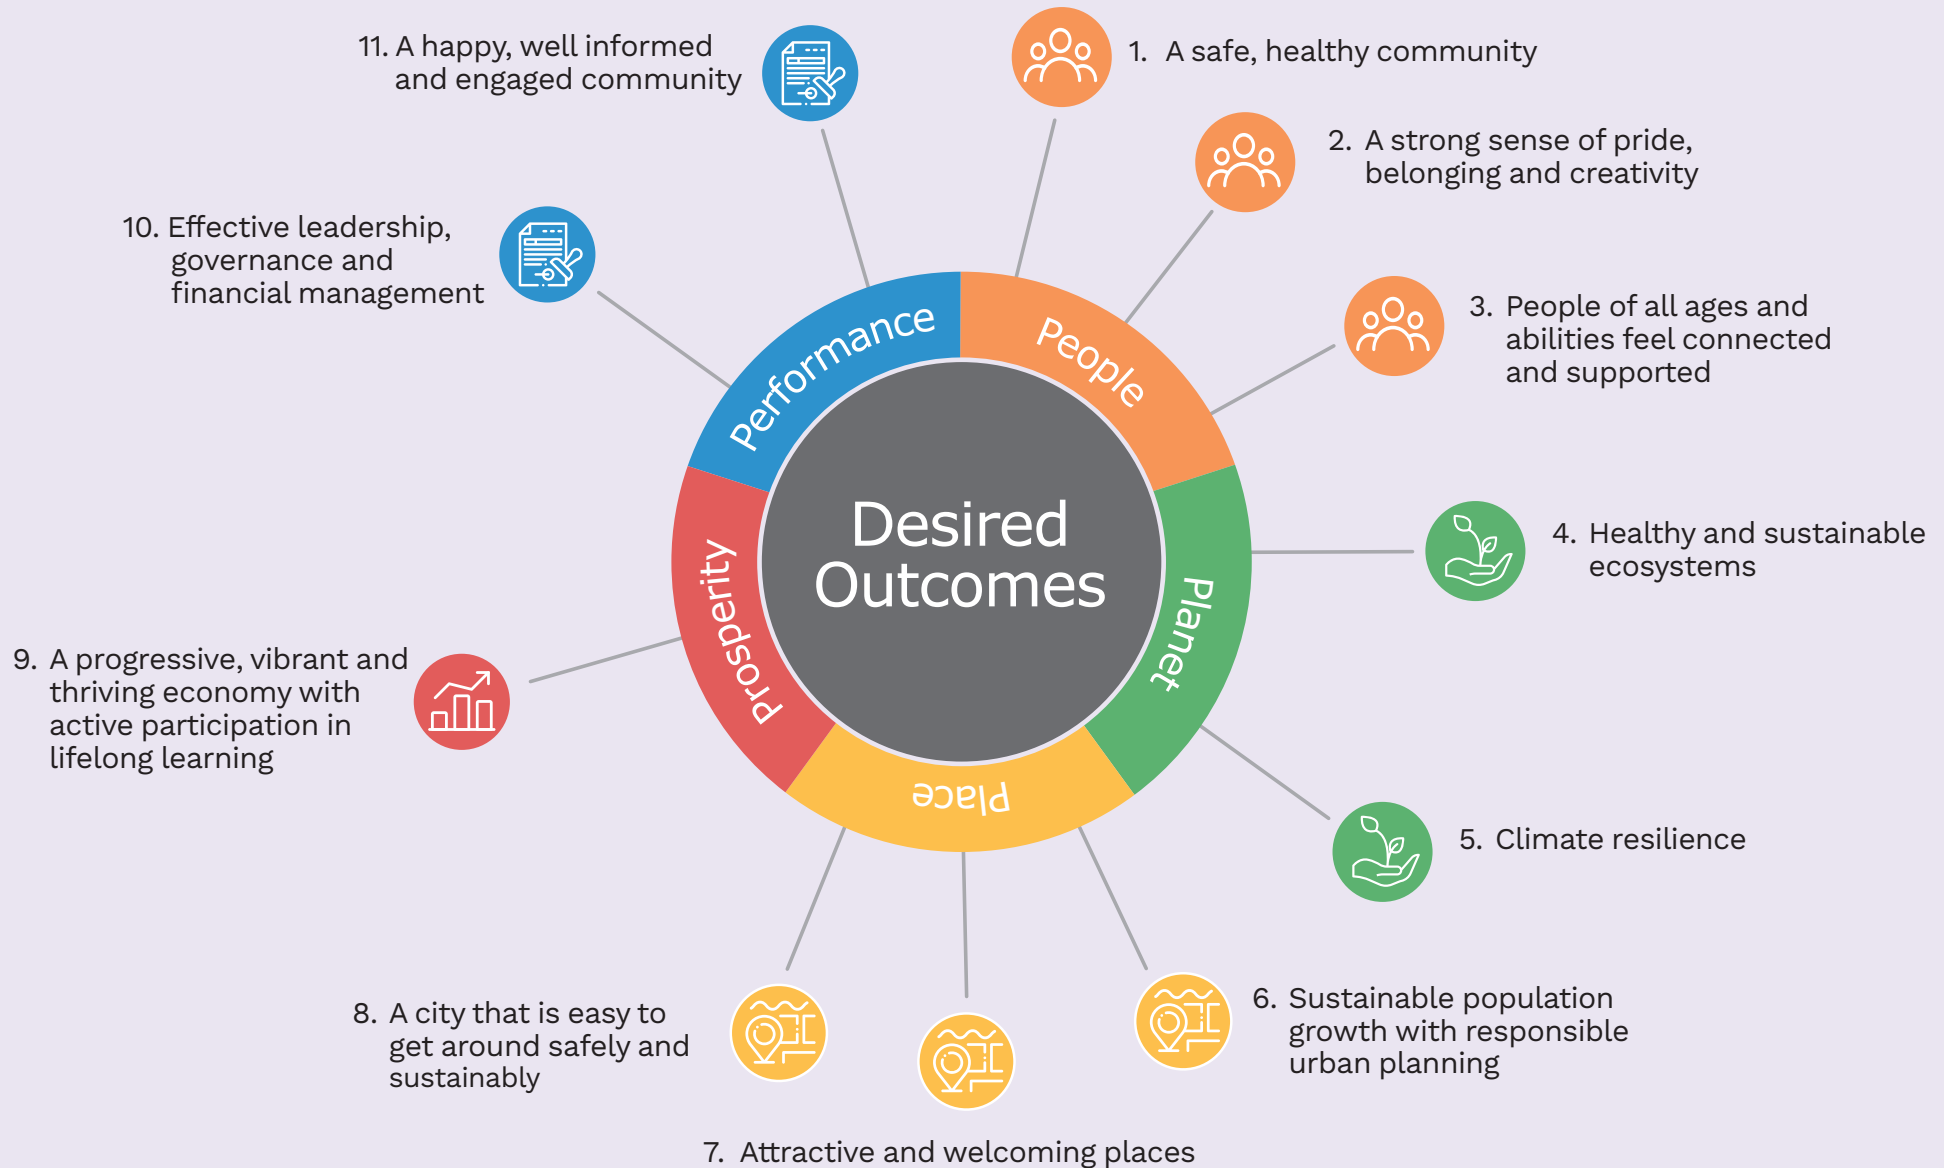 Desired
Outcomes
People
Planet
Place
Prosperity
Performance
1. A safe, healthy community
2. A strong sense of pride,
belonging and creativity
3. People of all ages and
abilities feel connected
and supported
4. Healthy and sustainable
ecosystems
5. Climate resilience
6. Sustainable population
growth with responsible
urban planning
7. Attractive and welcoming places
8. A city that is easy to
get around safely and
sustainably
9. A progressive, vibrant and
thriving economy with
active participation in
lifelong learning
10. Effective leadership,
governance and
financial management
11. A happy, well informed
and engaged community